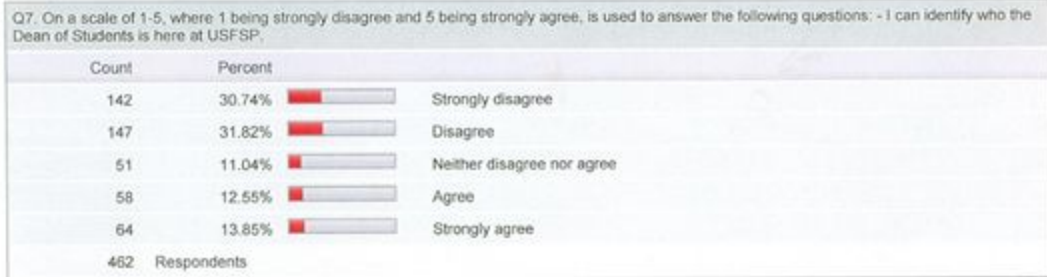 Q7. On a scale of 1-5, where 1 being strongly disagree and 5 being strongly agree, is used to answer the following questions: - I can identify who the
Dean of Students is here at USFSP.
Count Percent
142 30.74% Strongly disagree
147 31.82% Disagree
51 11.04% Neither disagree nor agree
58 12.55% Agree
64 13.85% Strongly agree
462 Respondents